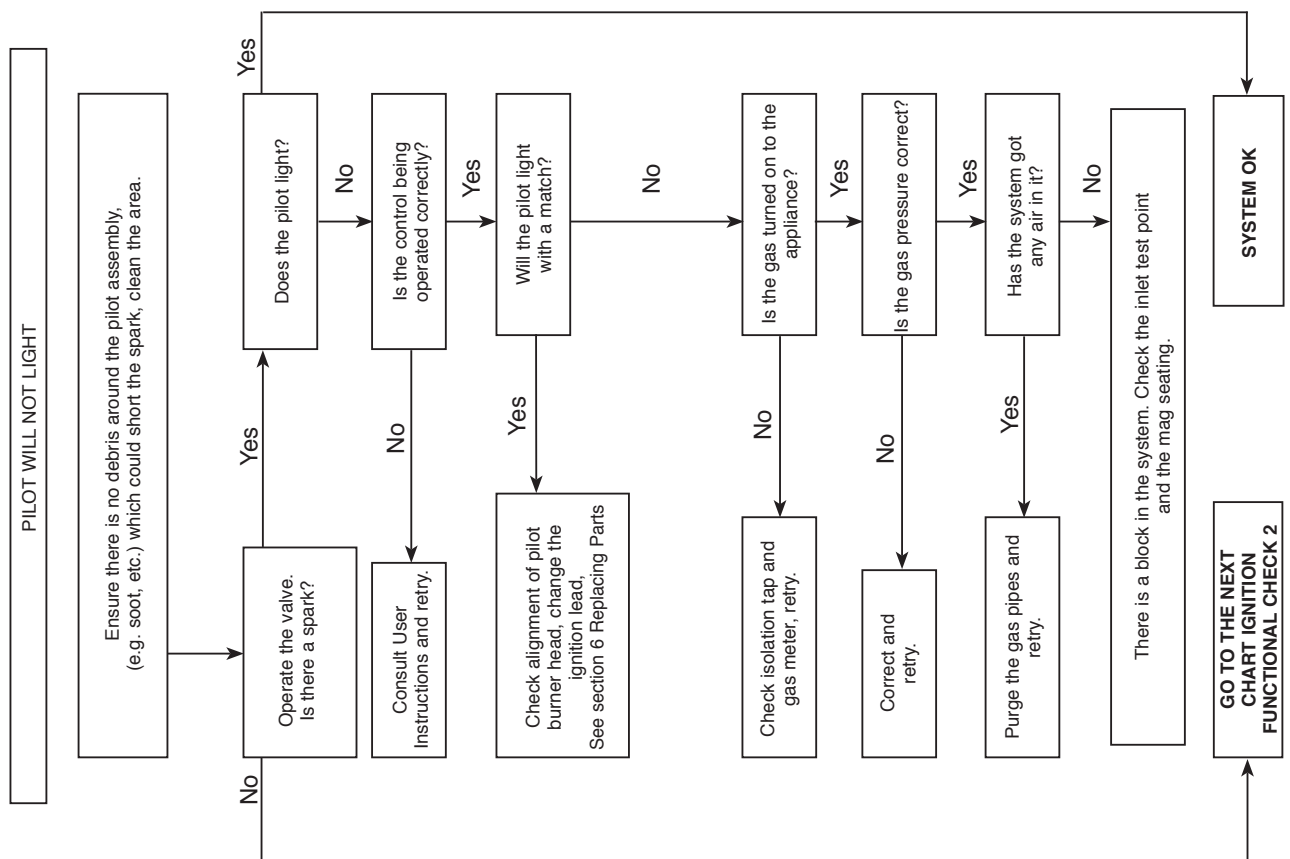 PILOT WILL NOT LIGHT
Ensure there is no debris around the pilot assembly,
(e.g. soot, etc.) which could short the spark, clean the area.
No
Operate the valve.
Is there a spark?
Yes
Does the pilot light?
Yes
No
Consult User
Instructions and retry.
No
Is the control being
operated correctly?
Yes
Check alignment of pilot
burner head, change the
ignition lead,
See section 6 Replacing Parts
Yes
Will the pilot light
with a match?
No
Check isolation tap and
gas meter, retry.
No
Is the gas turned on to the
appliance?
Yes
Correct and
retry.
No
Is the gas pressure correct?
Yes
Purge the gas pipes and
retry.
Yes
Has the system got
any air in it?
No
There is a block in the system. Check the inlet test point
and the mag seating.
GO TO THE NEXT
CHART IGNITION
FUNCTIONAL CHECK 2
SYSTEM OK